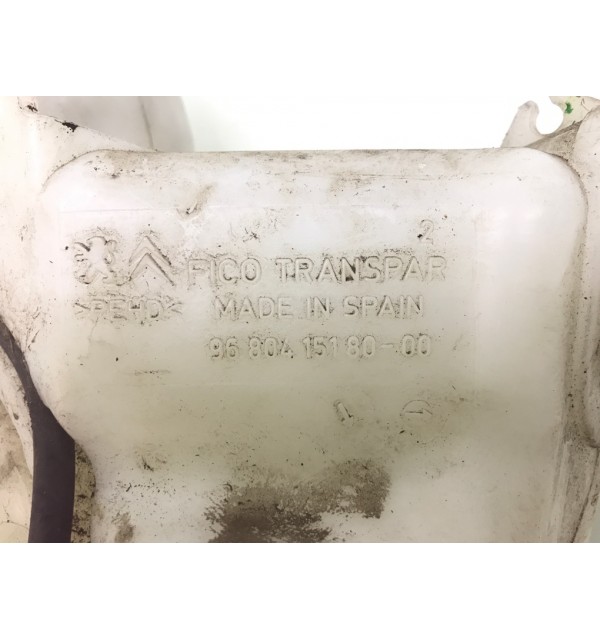 2
FICO TRANSPAR
>PEHD<
MADE IN SPAIN
96 804 151 80-00